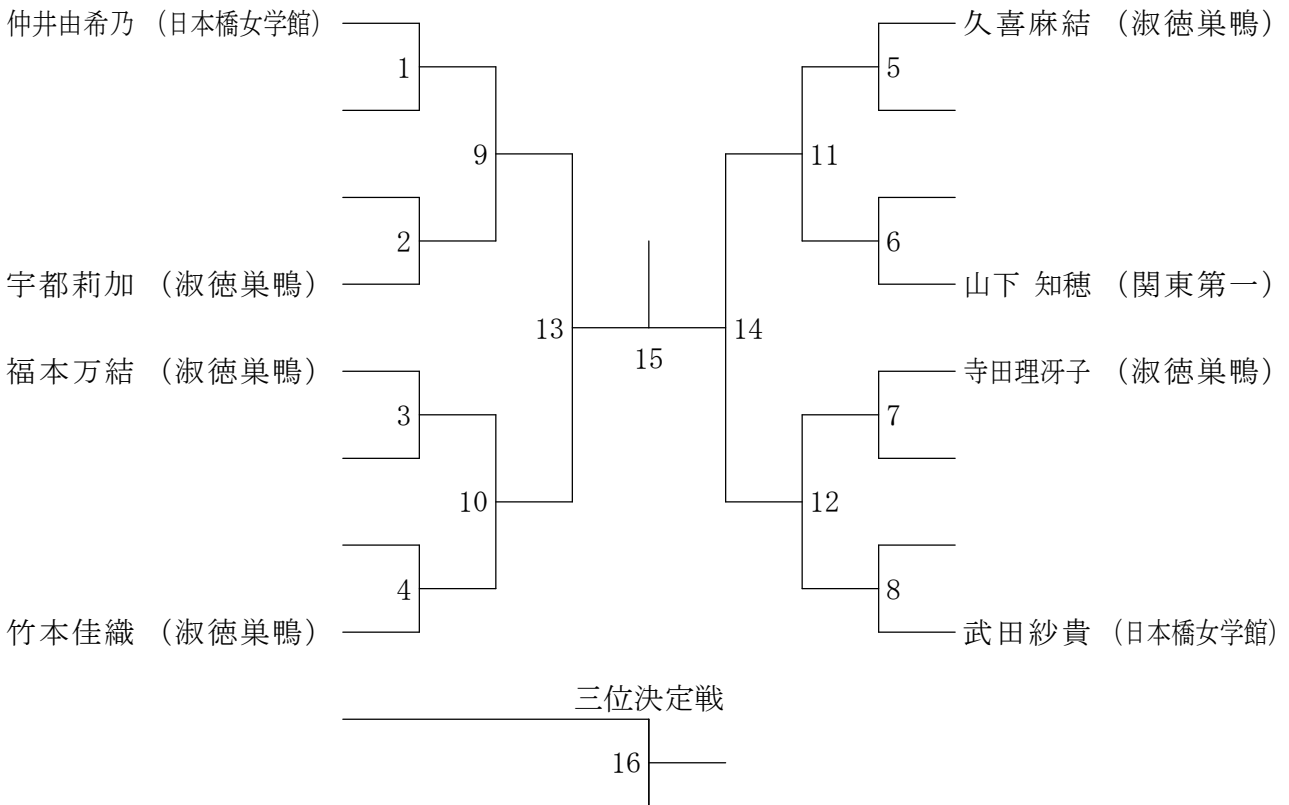 仲井由希乃 （日本橋女学館）
久喜麻結 （淑徳巣鴨）
1
5
9
11
2
6
宇都莉加 （淑徳巣鴨）
山下 知穂 （関東第一）
13
14
15
福本万結 （淑徳巣鴨）
寺田理冴子 （淑徳巣鴨）
3
7
10
12
4
8
竹本佳織 （淑徳巣鴨）
武田紗貴 （日本橋女学館）
三位決定戦
16